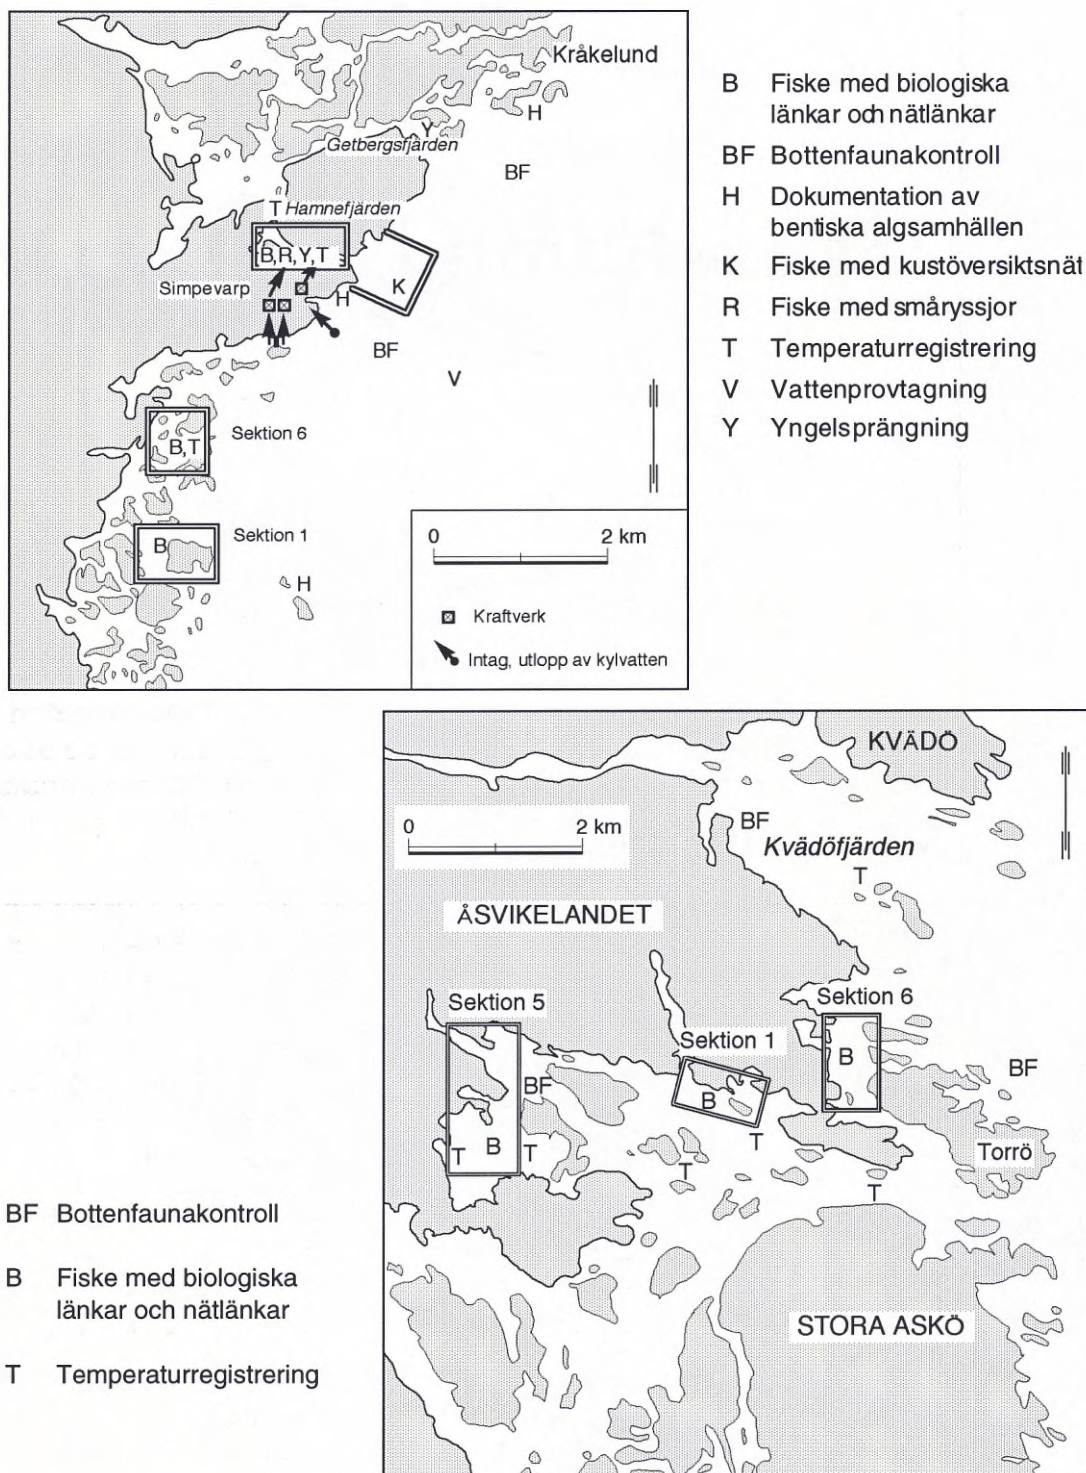 Kråkelund
H
Y
Getbergsfjärden
BF
T Hamnefjärden
B,R,Y,T
Simpevarp
K
H
BF
V
Sektion 6
B,T
Sektion 1
B
H
0 2 km
Kraftverk
Intag, utlopp av kylvatten
B Fiske med biologiska
länkar och nätlänkar
BF Bottenfaunakontroll
H Dokumentation av
bentiska algsamhällen
K Fiske med kustöversiktsnät
R Fiske med småryssjor
T Temperaturregistrering
V Vattenprovtagning
Y Yngelsprängning
KVÄDÖ
0 2 km
BF
Kvädöfjärden
T
ÅSVIKELANDET
Sektion 5
Sektion 6
Sektion 1
B
BF
BF
B
T B T
T
Torrö
T
T
STORA ASKÖ
BF Bottenfaunakontroll
B Fiske med biologiska
länkar och nätlänkar
T Temperaturregistrering